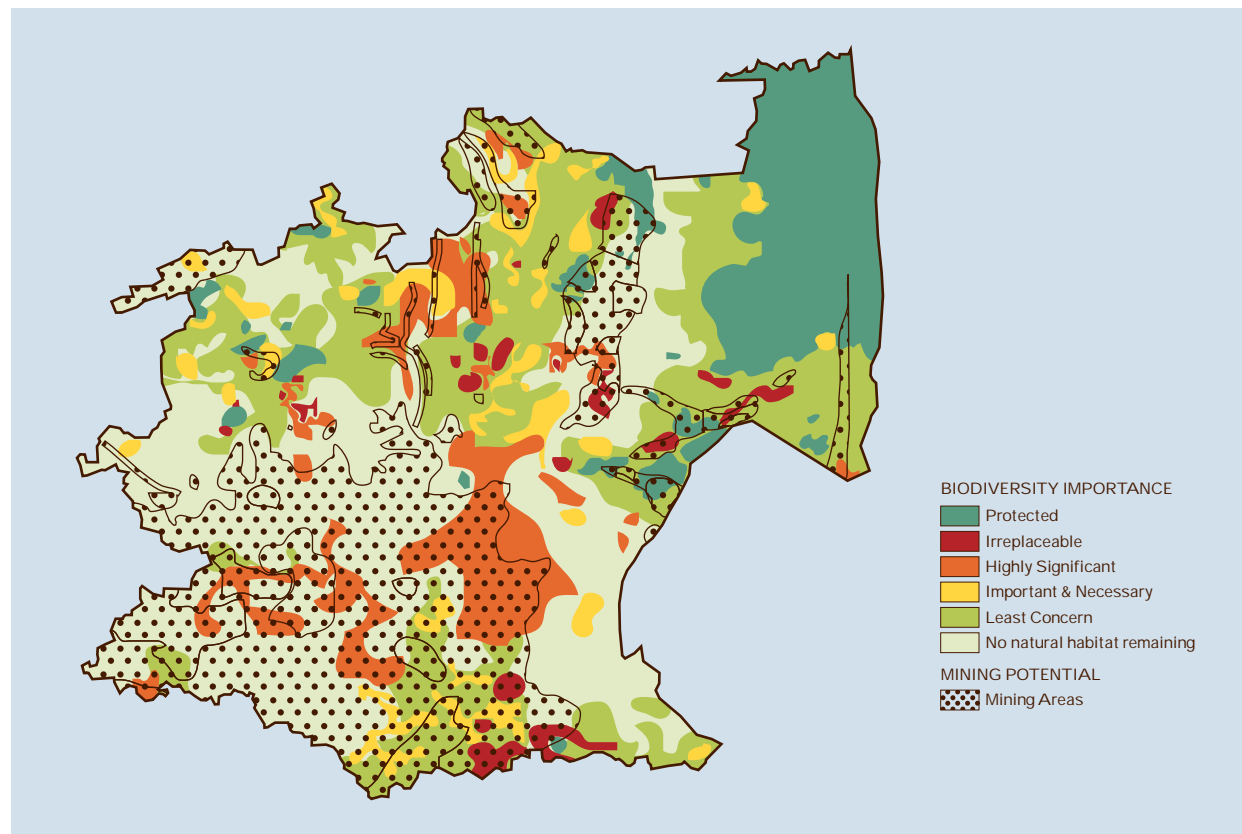 BIODIVERSITY IMPORTANCE
Protected
Irreplaceable
Highly Significant
Important & Necessary
Least Concern
No natural habitat remaining
MINING POTENTIAL
Mining Areas